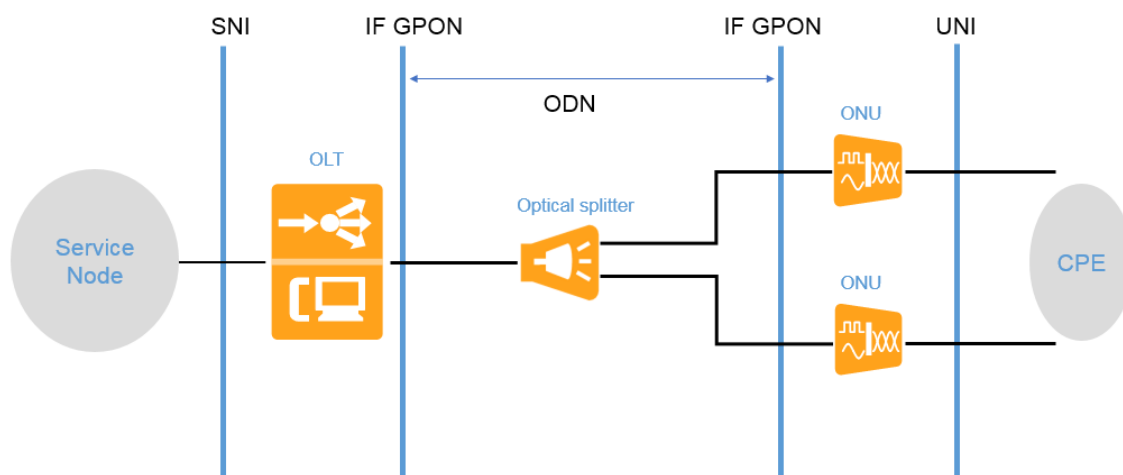 SNI
IF GPON
IF GPON
UNI
ODN
ONU
OLT
Optical splitter
Service
Node
CPE
ONU